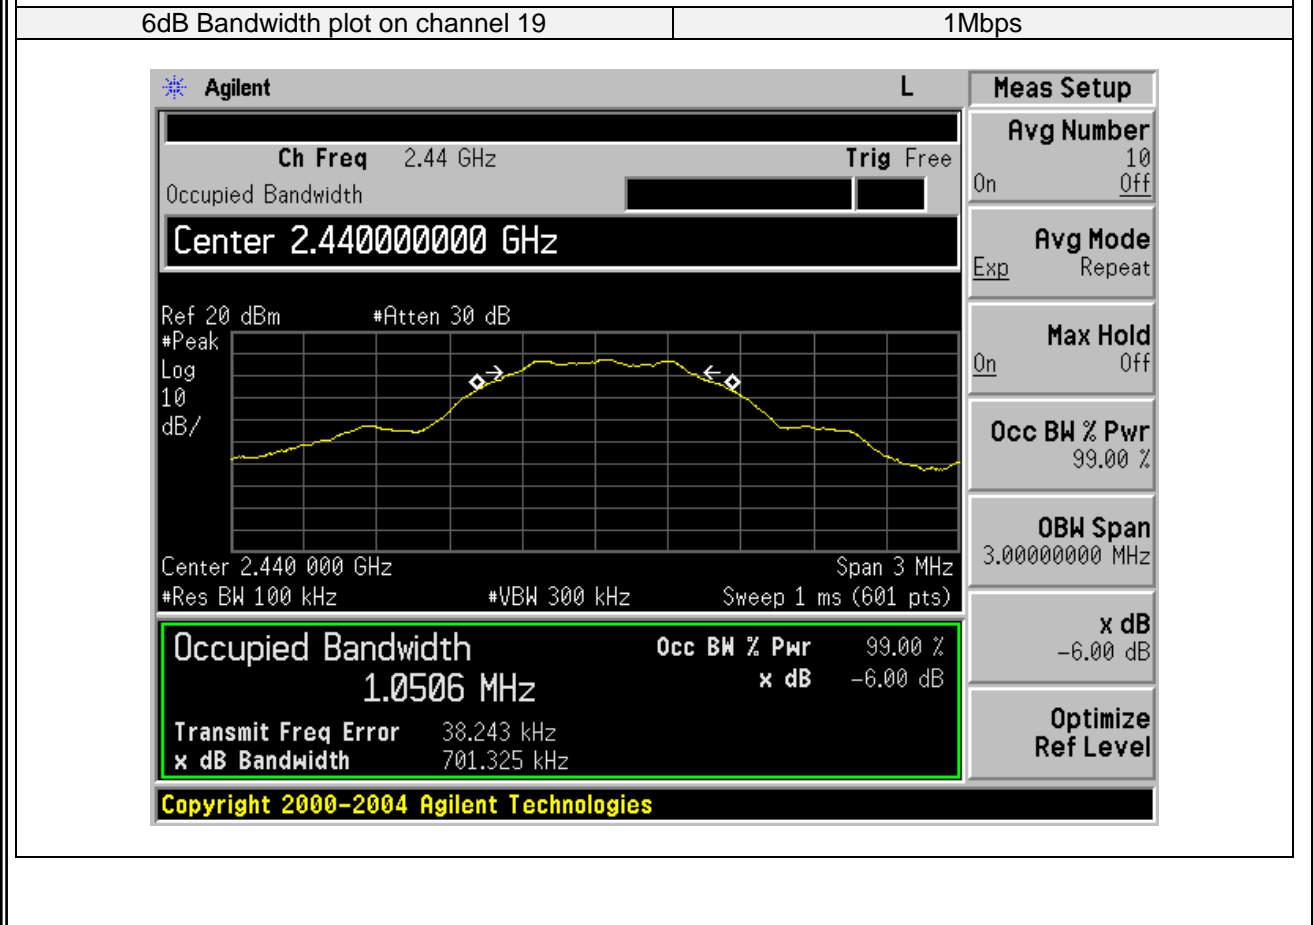 6dB Bandwidth plot on channel 19 1Mbps
Agilent L Meas Setup
Ch Freq 2.44 GHz Trig Free
Occupied Bandwidth
Center 2.440000000 GHz
Ref 20 dBm #Atten 30 dB
#Peak
Log
10
dB/
Center 2.440 000 GHz Span 3 MHz
#Res BW 100 kHz #VBW 300 kHz Sweep 1 ms (601 pts)
Occupied Bandwidth Occ BW % Pwr 99.00 %
1.0506 MHz x dB -6.00 dB
Transmit Freq Error 38.243 kHz
x dB Bandwidth 701.325 kHz
Copyright 2000-2004 Agilent Technologies
Avg Number
10
On Off
Avg Mode
Exp Repeat
Max Hold
On Off
Occ BW % Pwr
99.00 %
OBW Span
3.00000000 MHz
x dB
-6.00 dB
Optimize
Ref Level